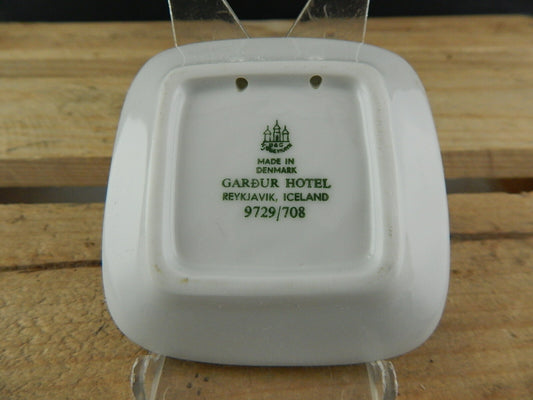 B&G
MADE IN
DENMARK
GARÐUR HOTEL
REYKJAVIK, ICELAND
9729/708